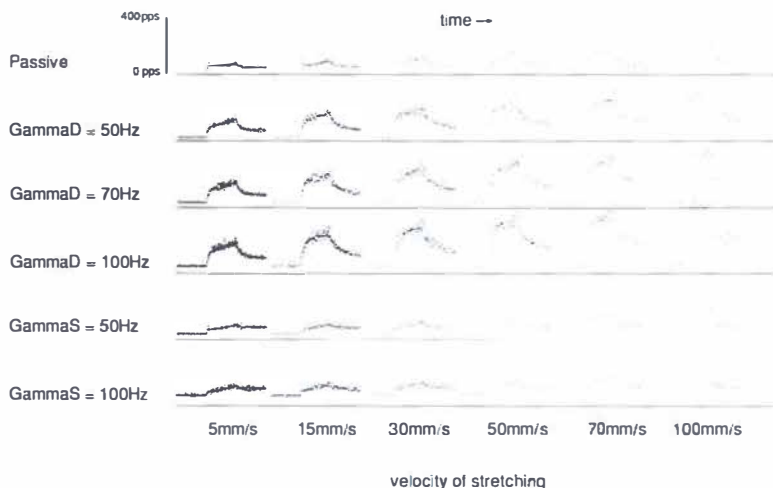 400pps
time →
Passive
0 pps
GammaD = 50Hz
GammaD = 70Hz
GammaD = 100Hz
GammaS = 50Hz
GammaS = 100Hz
5mm/s 15mm/s 30mm/s 50mm/s 70mm/s 100mm/s
velocity of stretching